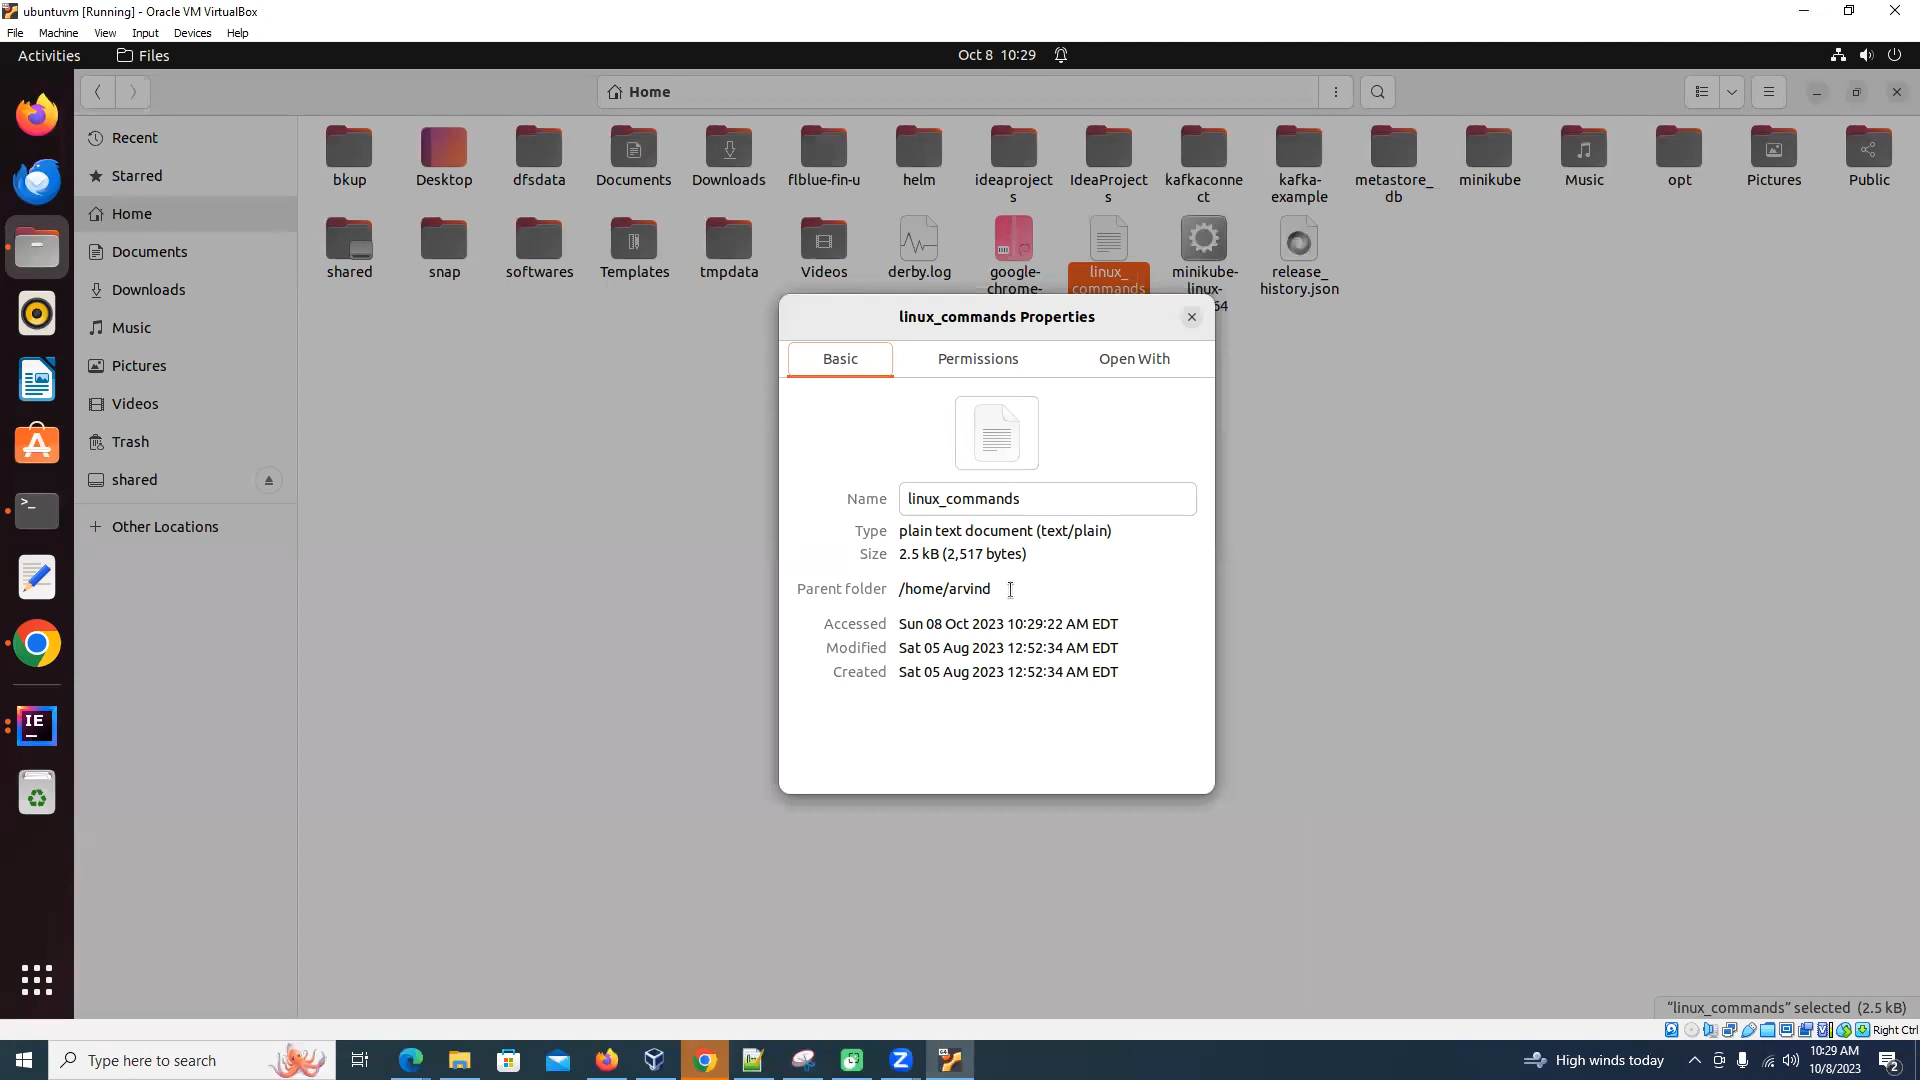 ubuntuvm [Running] - Oracle VM VirtualBox
File Machine View Input Devices Help
Activities Files Oct 8 10:29
Home
Recent
Starred
Home
Documents
Downloads
Music
Pictures
Videos
Trash
shared
Other Locations
bkup Desktop dfsdata Documents Downloads flblue-fin-u helm ideaproject IdeaProject kafkaconne kafka- metastore_ minikube Music opt Pictures Public
s s ct example db
shared snap softwares Templates tmpdata Videos derby.log google- linux_ minikube- release_
chrome- commands linux- history.json
64
linux_commands Properties
Basic Permissions Open With
Name linux_commands
Type plain text document (text/plain)
Size 2.5 kB (2,517 bytes)
Parent folder /home/arvind
Accessed Sun 08 Oct 2023 10:29:22 AM EDT
Modified Sat 05 Aug 2023 12:52:34 AM EDT
Created Sat 05 Aug 2023 12:52:34 AM EDT
IE
"linux_commands" selected (2.5 kB)
Right Ctrl
Type here to search
High winds today
10:29 AM
10/8/2023
2